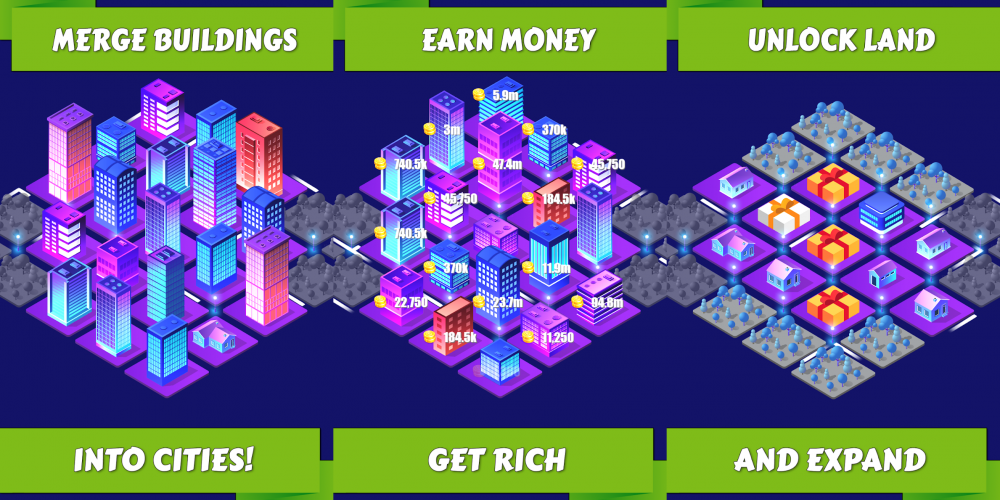 MERGE BUILDINGS
INTO CITIES!
EARN MONEY
5.9m
3m
370k
740.5k
47.4m
45,750
45,750
184.5k
740.5k
370k
11.9m
22,750
23.7m
94.8m
184.5k
11,250
GET RICH
UNLOCK LAND
AND EXPAND